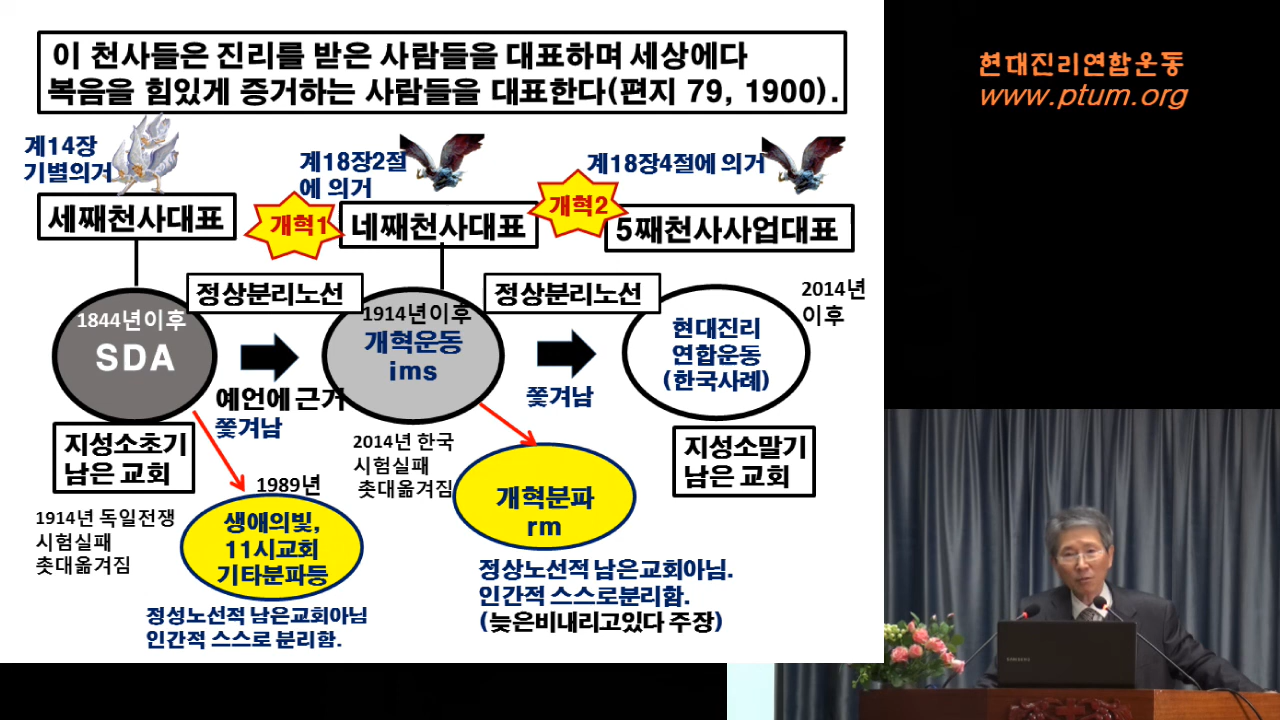 이 천사들은 진리를 받은 사람들을 대표하며 세상에다
복음을 힘있게 증거하는 사람들을 대표한다(편지 79, 1900).
현대진리연합운동
www.ptum.org
계14장
기별의거
계18장2절
에 의거
계18장4절에 의거
세째천사대표
개혁1
네째천사대표
개혁2
5째천사사업대표
정상분리노선
정상분리노선
1844년이후
SDA
1914년이후
개혁운동
ims
2014년
이후
현대진리
연합운동
(한국사례)
예언에 근거
쫓겨남
쫓겨남
지성소초기
남은 교회
2014년 한국
시험실패
촛대옮겨짐
지성소말기
남은 교회
1914년 독일전쟁
시험실패
촛대옮겨짐
1989년
생애의빛,
11시교회
기타분파등
개혁분파
rm
정성노선적 남은교회아님
인간적 스스로 분리함.
정상노선적 남은교회아님.
인간적 스스로분리함.
(늦은비내리고있다 주장)
SAMSUNG